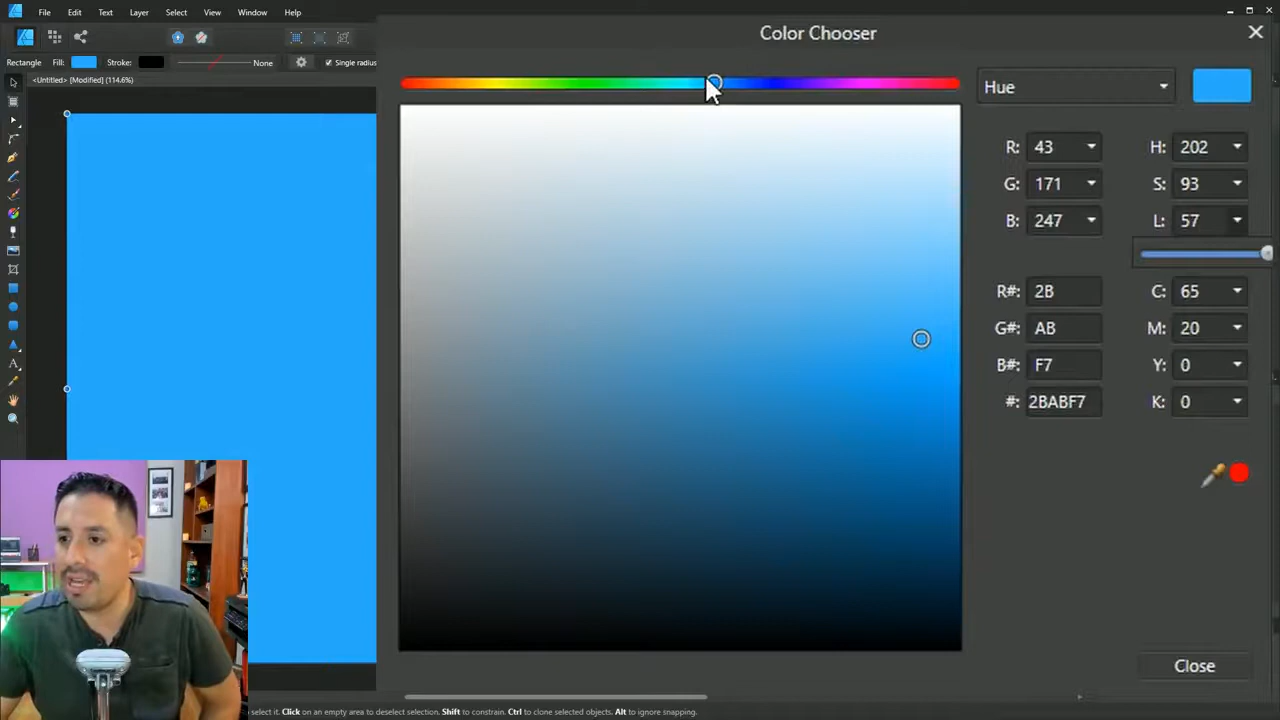 File Edit Text Layer Select View Window Help
Color Chooser
Rectangle Fill: Stroke: None Single radius
<Untitled> [Modified] (114.6%)
Hue
R: 43 H: 202
G: 171 S: 93
B: 247 L: 57
R#: 2B C: 65
G#: AB M: 20
B#: F7 Y: 0
#: 2BABF7 K: 0
Close
select it. Click on an empty area to deselect selection. Shift to constrain. Ctrl to clone selected objects. Alt to ignore snapping.